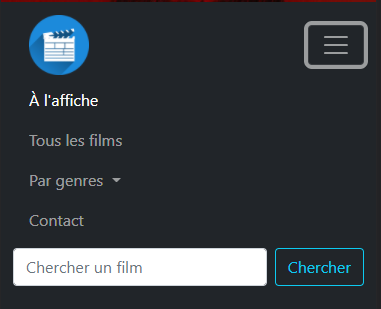 À l'affiche
Tous les films
Par genres
Contact
Chercher un film
Chercher